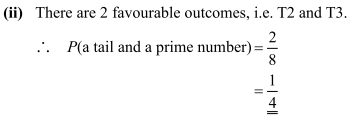 (ii) There are 2 favourable outcomes, i.e. T2 and T3.
∴ P(a tail and a prime number) = 2/8
= 1/4